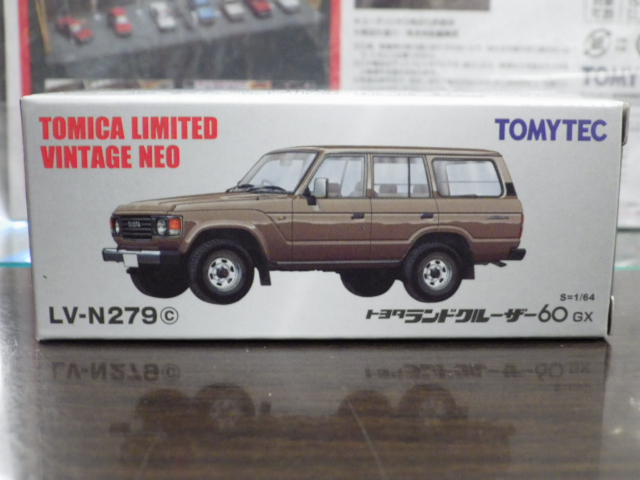 TOMICA LIMITED
VINTAGE NEO
TOMYTEC
S=1/64
LV-N279ⓒ
トヨタランドクルーザー60 GX